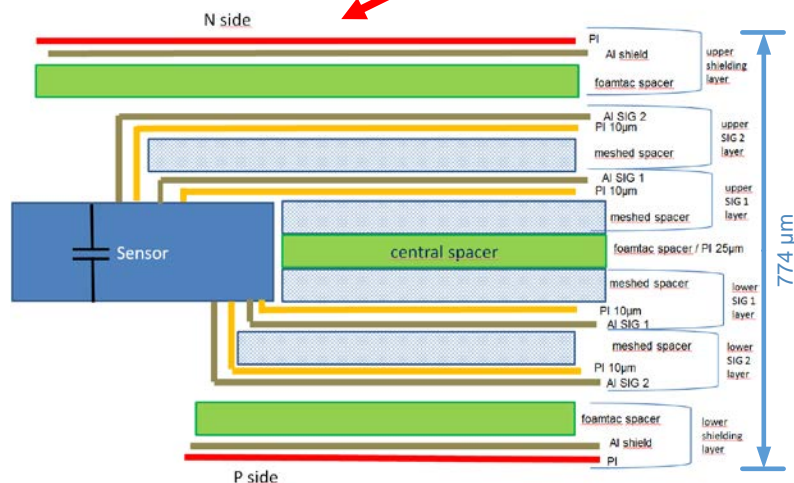 N side
PI
Al shield
foamtac spacer
upper
shielding
layer
Al SIG 2
PI 10µm
meshed spacer
upper
SIG 2
layer
Al SIG 1
PI 10µm
meshed spacer
upper
SIG 1
layer
Sensor
central spacer
foamtac spacer / PI 25µm
774 µm
meshed spacer
PI 10µm
Al SIG 1
lower
SIG 1
layer
meshed spacer
PI 10µm
Al SIG 2
lower
SIG 2
layer
foamtac spacer
Al shield
PI
lower
shielding
layer
P side